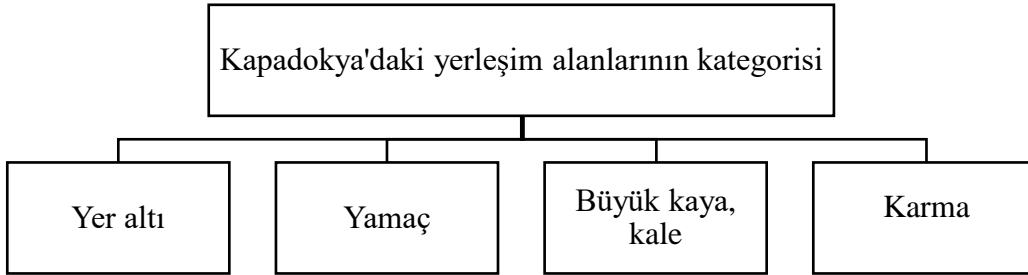 Kapadokya'daki yerleşim alanlarının kategorisi
Yer altı
Yamaç
Büyük kaya,
kale
Karma